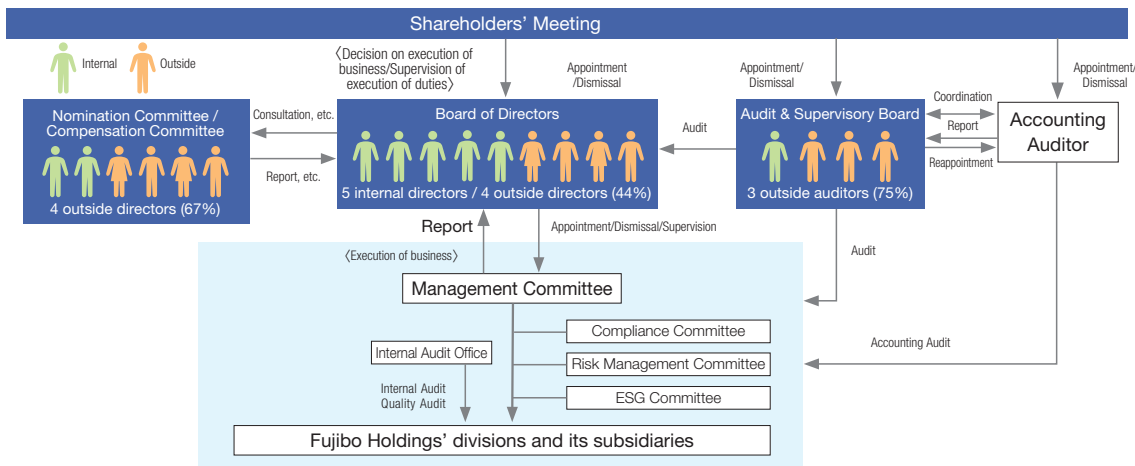 Shareholders' Meeting
Internal
Outside
〈Decision on execution of
business/Supervision of
execution of duties〉
Appointment
/Dismissal
Appointment/
Dismissal
Appointment/
Dismissal
Nomination Committee /
Compensation Committee
4 outside directors (67%)
Consultation, etc.
Report, etc.
Board of Directors
5 internal directors / 4 outside directors (44%)
Audit
Audit & Supervisory Board
3 outside auditors (75%)
Coordination
Report
Reappointment
Accounting
Auditor
Report
Appointment/Dismissal/Supervision
〈Execution of business〉
Audit
Management Committee
Compliance Committee
Internal Audit Office
Risk Management Committee
Accounting Audit
Internal Audit
Quality Audit
ESG Committee
Fujibo Holdings' divisions and its subsidiaries